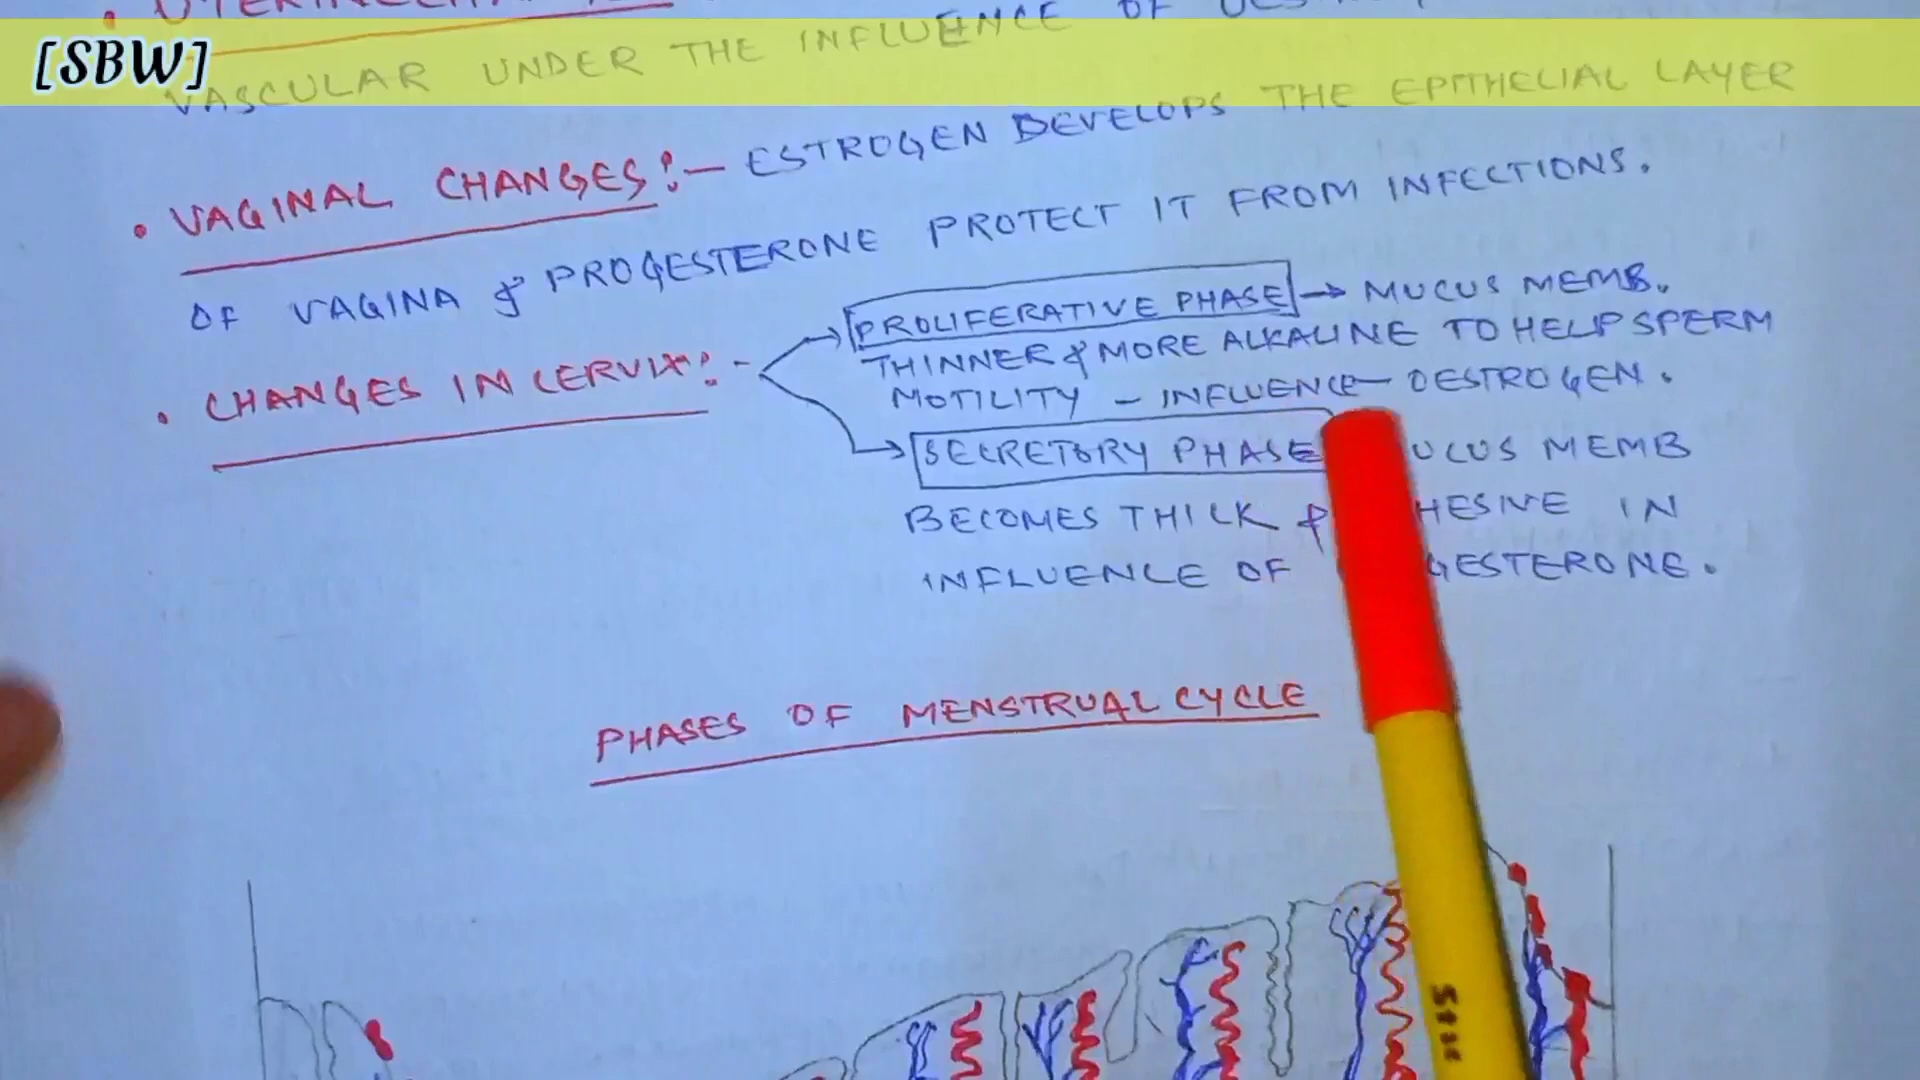 [SBW]
VASCULAR UNDER THE INFLUENCE OF
• VAGINAL CHANGES:- ESTROGEN DEVELOPS THE EPITHELIAL LAYER
OF VAGINA & PROGESTERONE PROTECT IT FROM INFECTIONS.
• CHANGES IN CERVIX:-
PROLIFERATIVE PHASE → MUCUS MEMB.
THINNER & MORE ALKALINE TO HELP SPERM
MOTILITY - INFLUENCE- OESTROGEN.
SECRETORY PHASE UCUS MEMB
BECOMES THICK & HESIVE IN
INFLUENCE OF GESTERONE.
PHASES OF MENSTRUAL CYCLE